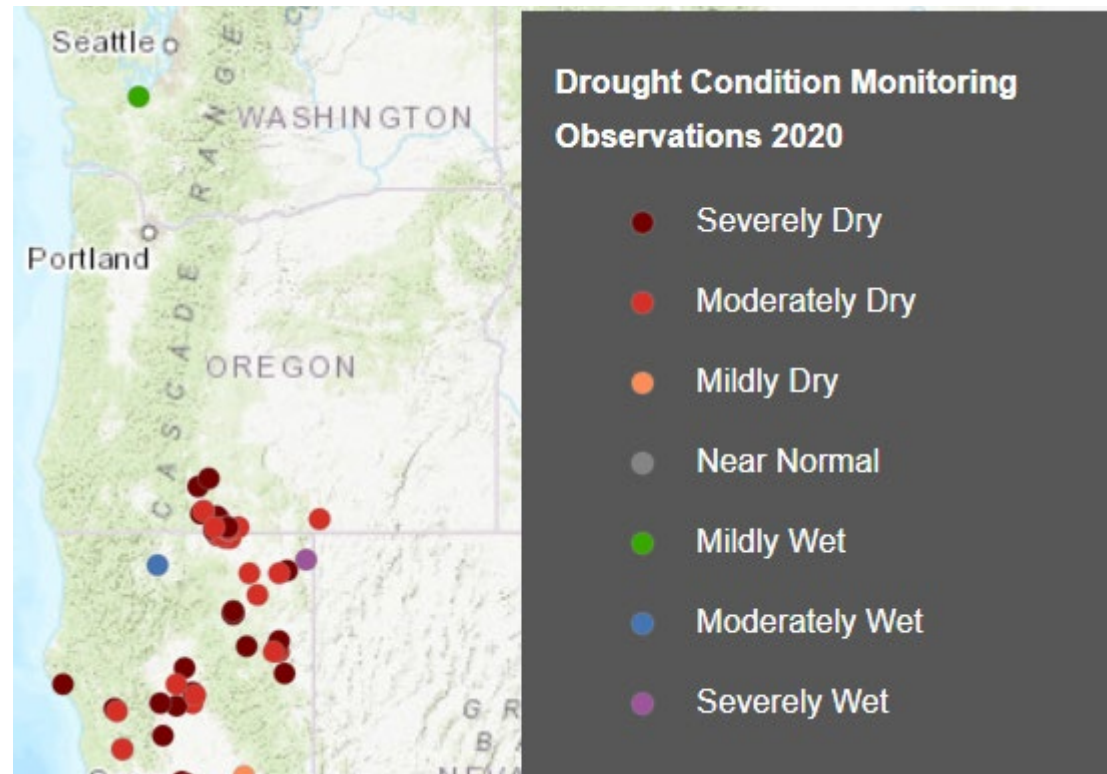 Seattle
WASHINGTON
CASCADE RANGE
Portland
OREGON
Drought Condition Monitoring
Observations 2020
Severely Dry
Moderately Dry
Mildly Dry
Near Normal
Mildly Wet
Moderately Wet
Severely Wet